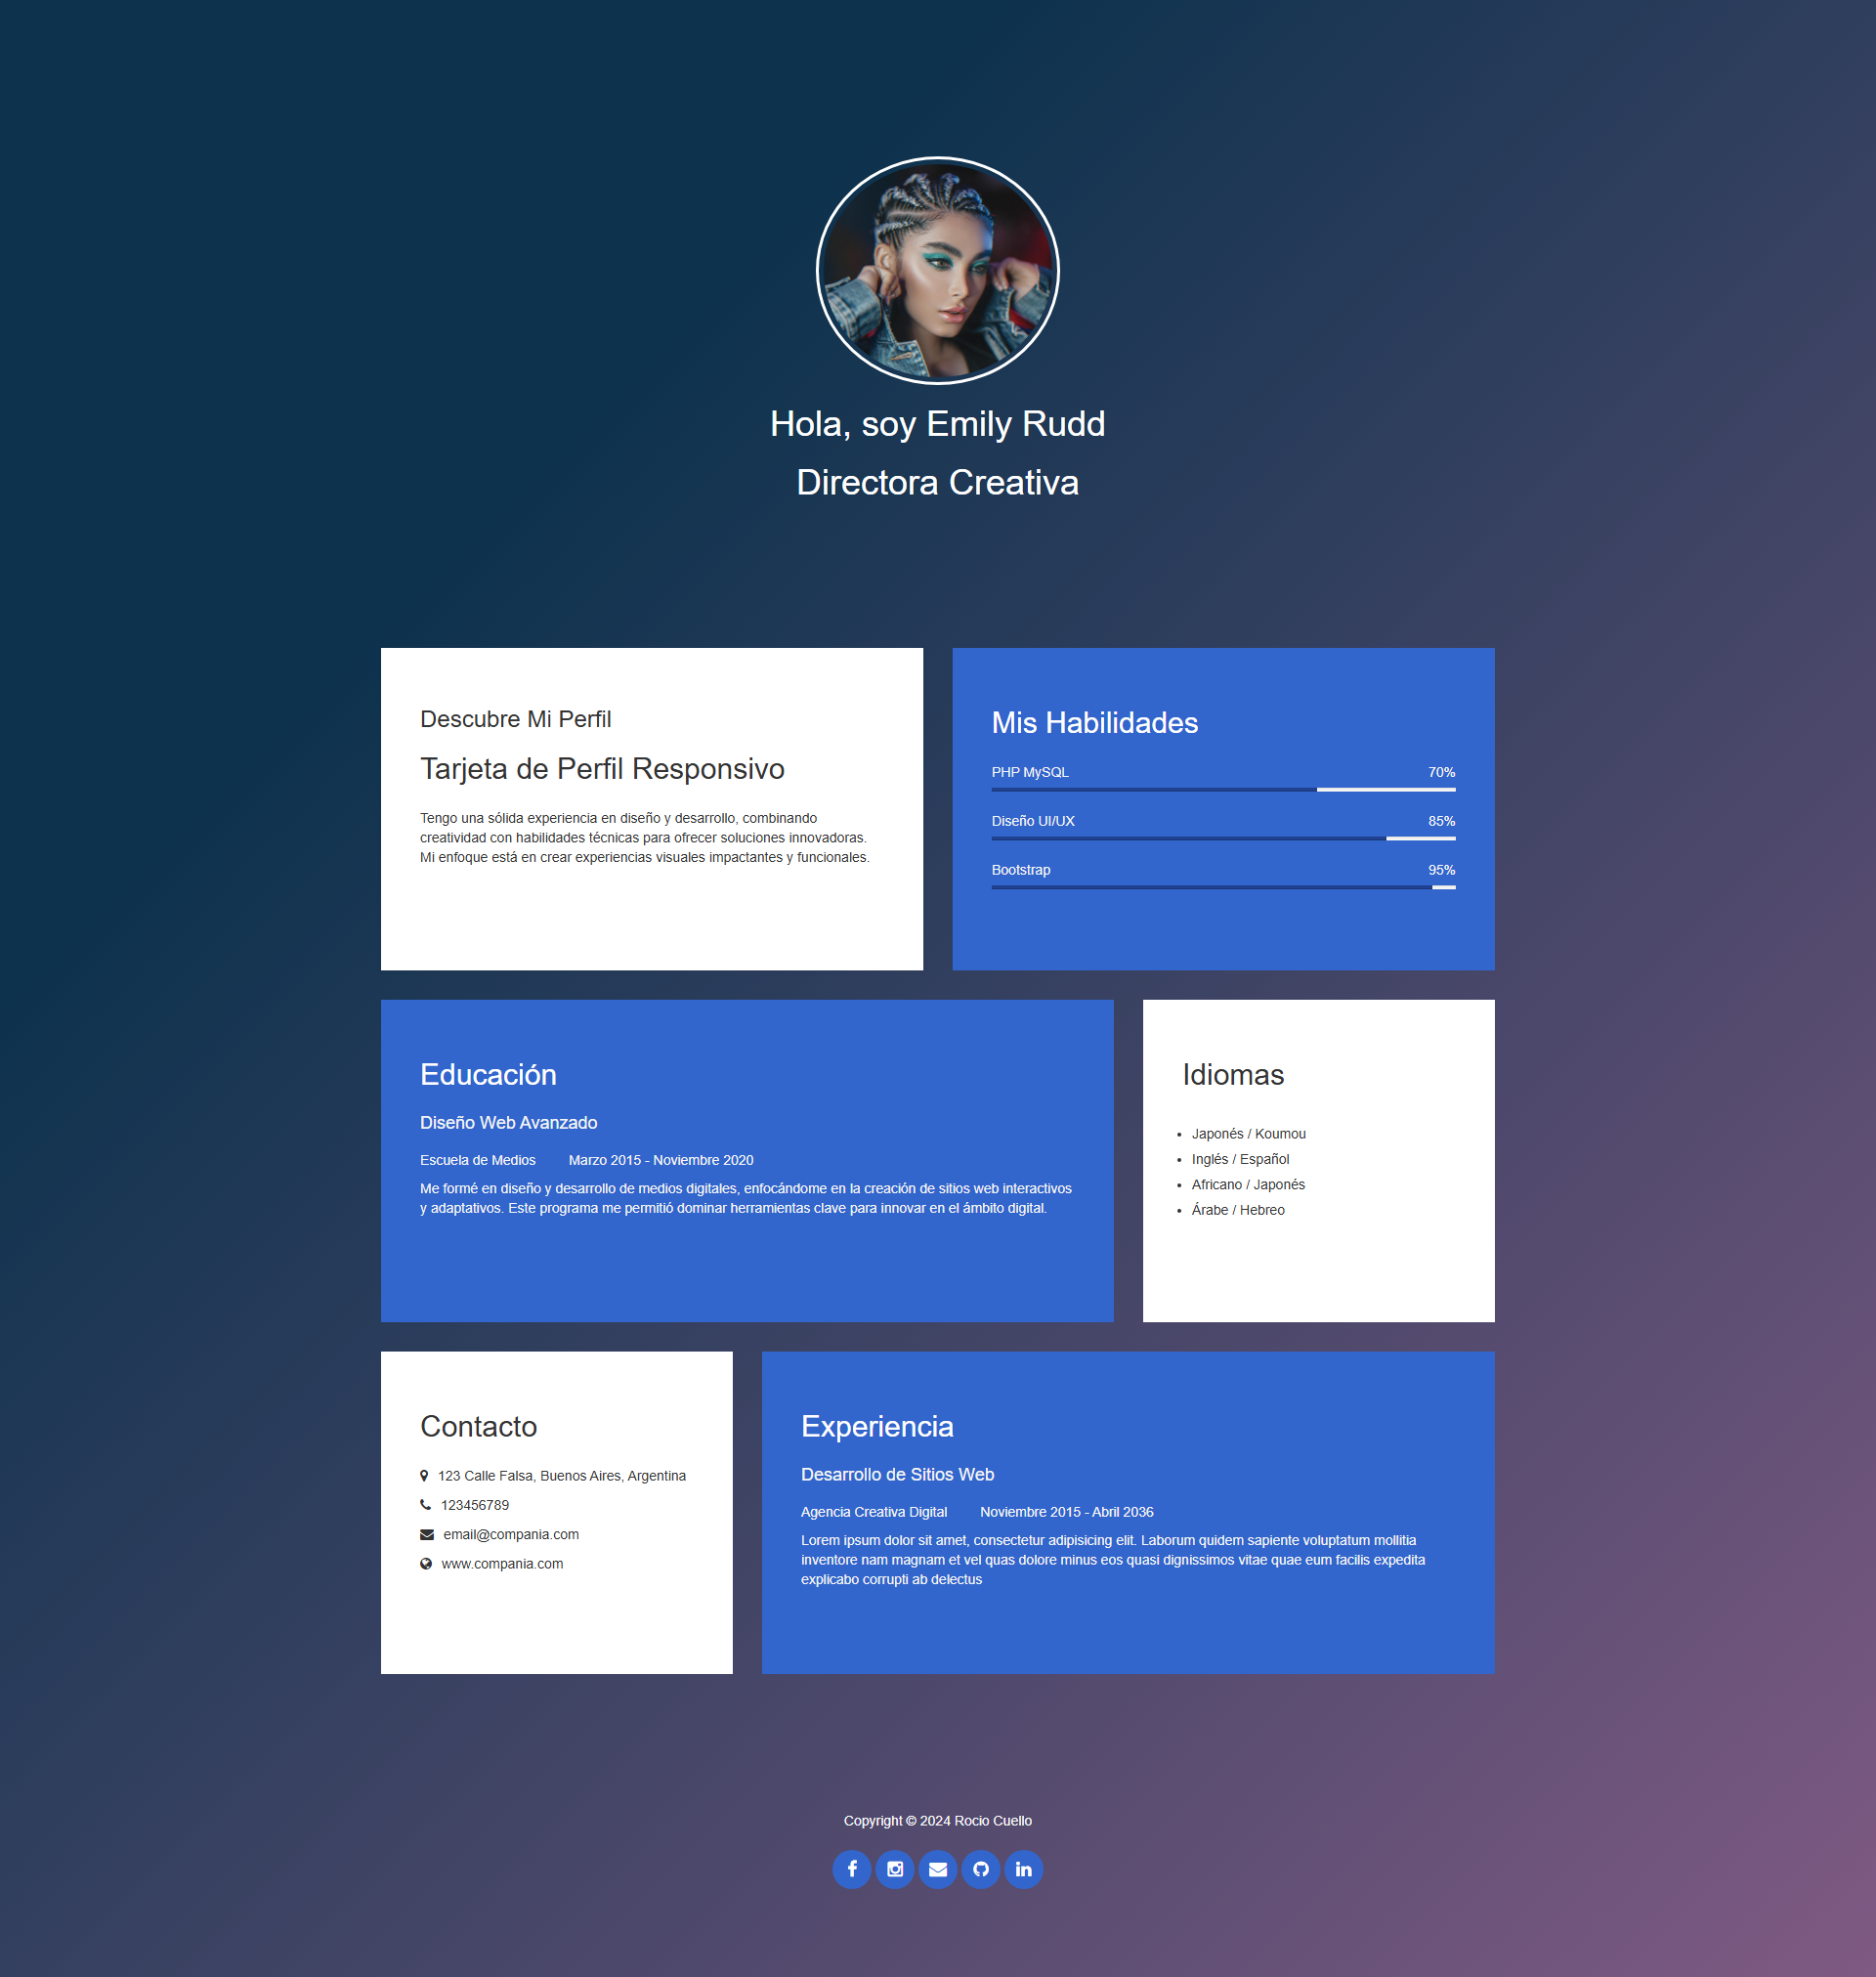 Hola, soy Emily Rudd
Directora Creativa
Descubre Mi Perfil
Tarjeta de Perfil Responsivo
Tengo una sólida experiencia en diseño y desarrollo, combinando
creatividad con habilidades técnicas para ofrecer soluciones innovadoras.
Mi enfoque está en crear experiencias visuales impactantes y funcionales.
Mis Habilidades
PHP MySQL 70%
Diseño UI/UX 85%
Bootstrap 95%
Educación
Diseño Web Avanzado
Escuela de Medios Marzo 2015 - Noviembre 2020
Me formé en diseño y desarrollo de medios digitales, enfocándome en la creación de sitios web interactivos
y adaptativos. Este programa me permitió dominar herramientas clave para innovar en el ámbito digital.
Idiomas
• Japonés / Koumou
• Inglés / Español
• Africano / Japonés
• Árabe / Hebreo
Contacto
123 Calle Falsa, Buenos Aires, Argentina
123456789
email@compania.com
www.compania.com
Experiencia
Desarrollo de Sitios Web
Agencia Creativa Digital Noviembre 2015 - Abril 2036
Lorem ipsum dolor sit amet, consectetur adipisicing elit. Laborum quidem sapiente voluptatum mollitia
inventore nam magnam et vel quas dolore minus eos quasi dignissimos vitae quae eum facilis expedita
explicabo corrupti ab delectus
Copyright © 2024 Rocio Cuello